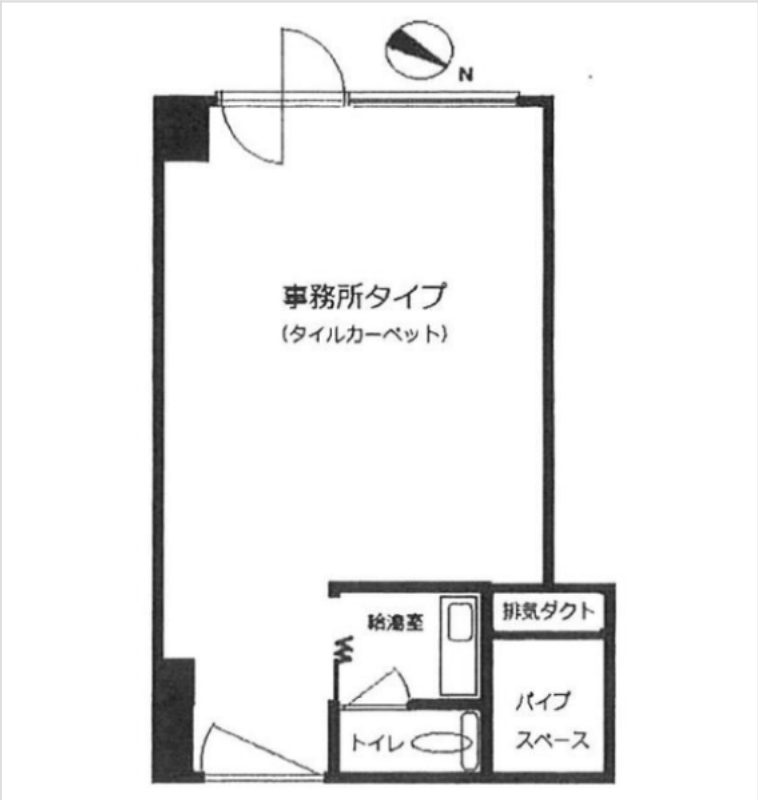 N
事務所タイプ
(タイルカーペット)
給湯室
排気ダクト
パイプ
スペース
トイレ